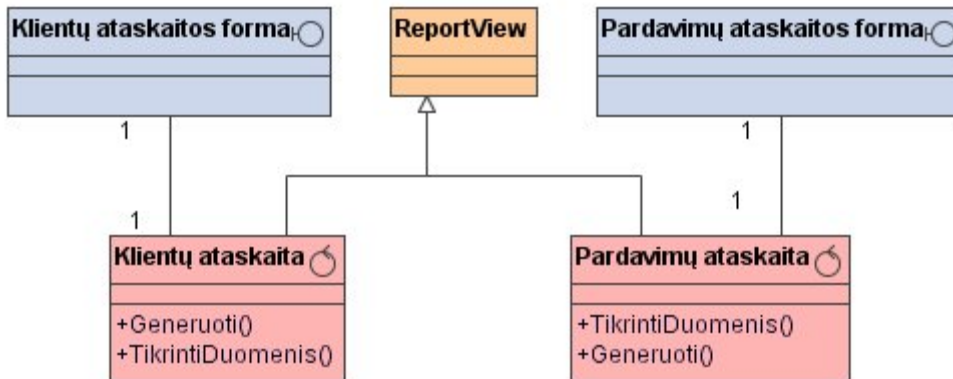 Klientų ataskaitos forma
ReportView
Pardavimų ataskaitos forma
1
1
1
1
Klientų ataskaita
Pardavimų ataskaita
+Generuoti()
+TikrintiDuomenis()
+TikrintiDuomenis()
+Generuoti()